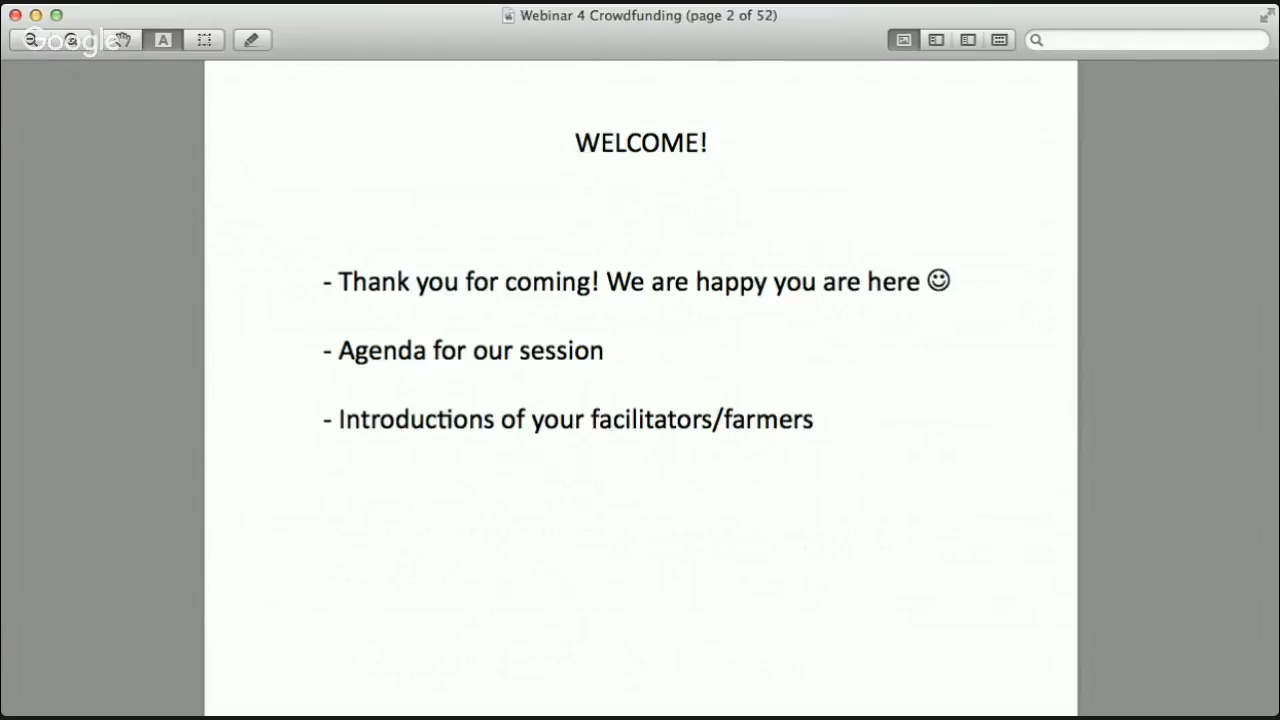 Webinar 4 Crowdfunding (page 2 of 52)
Google
A
WELCOME!
- Thank you for coming! We are happy you are here ☺
- Agenda for our session
- Introductions of your facilitators/farmers